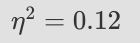 η² = 0.12